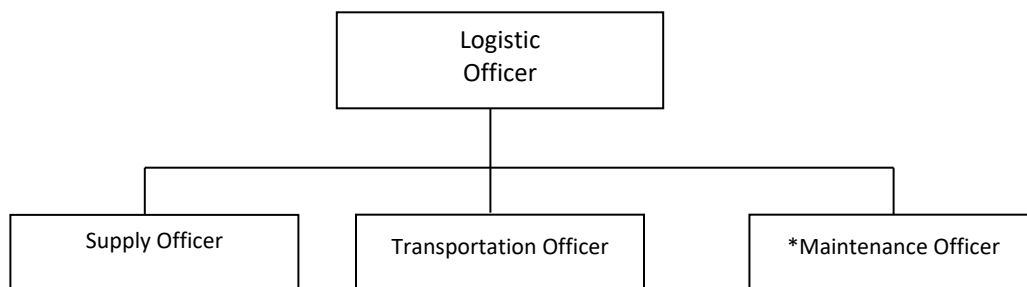 Logistic
Officer
Supply Officer
Transportation Officer
*Maintenance Officer